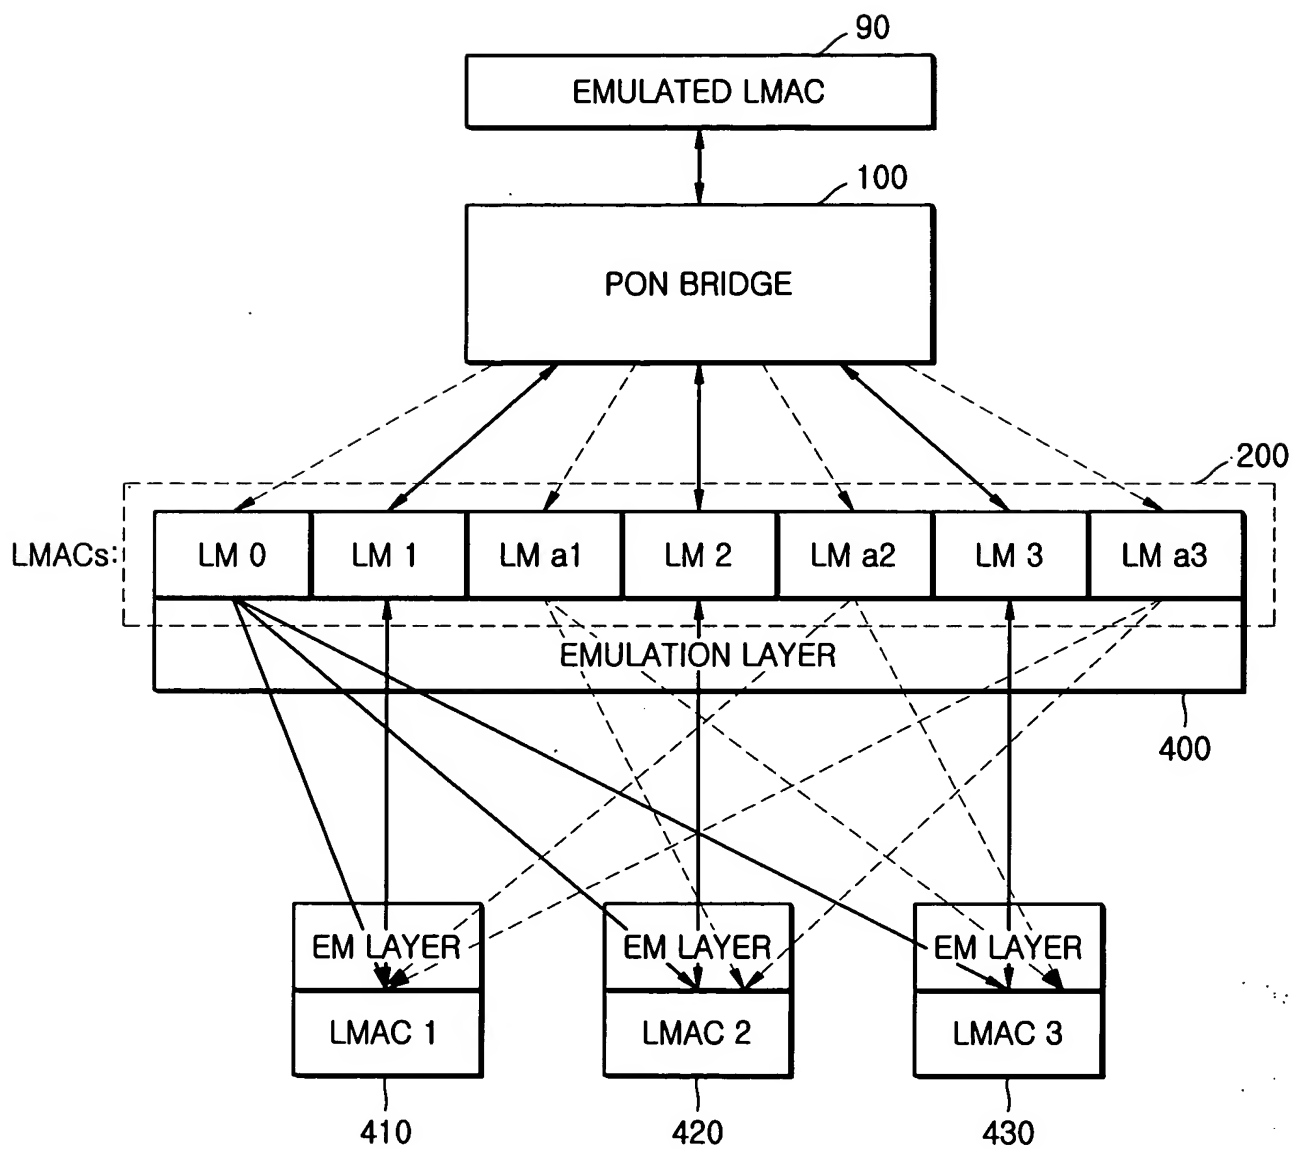 90
EMULATED LMAC
100
PON BRIDGE
200
LMACs:
LM 0
LM 1
LM a1
LM 2
LM a2
LM 3
LM a3
EMULATION LAYER
400
EM LAYER
EM LAYER
EM LAYER
LMAC 1
LMAC 2
LMAC 3
410
420
430